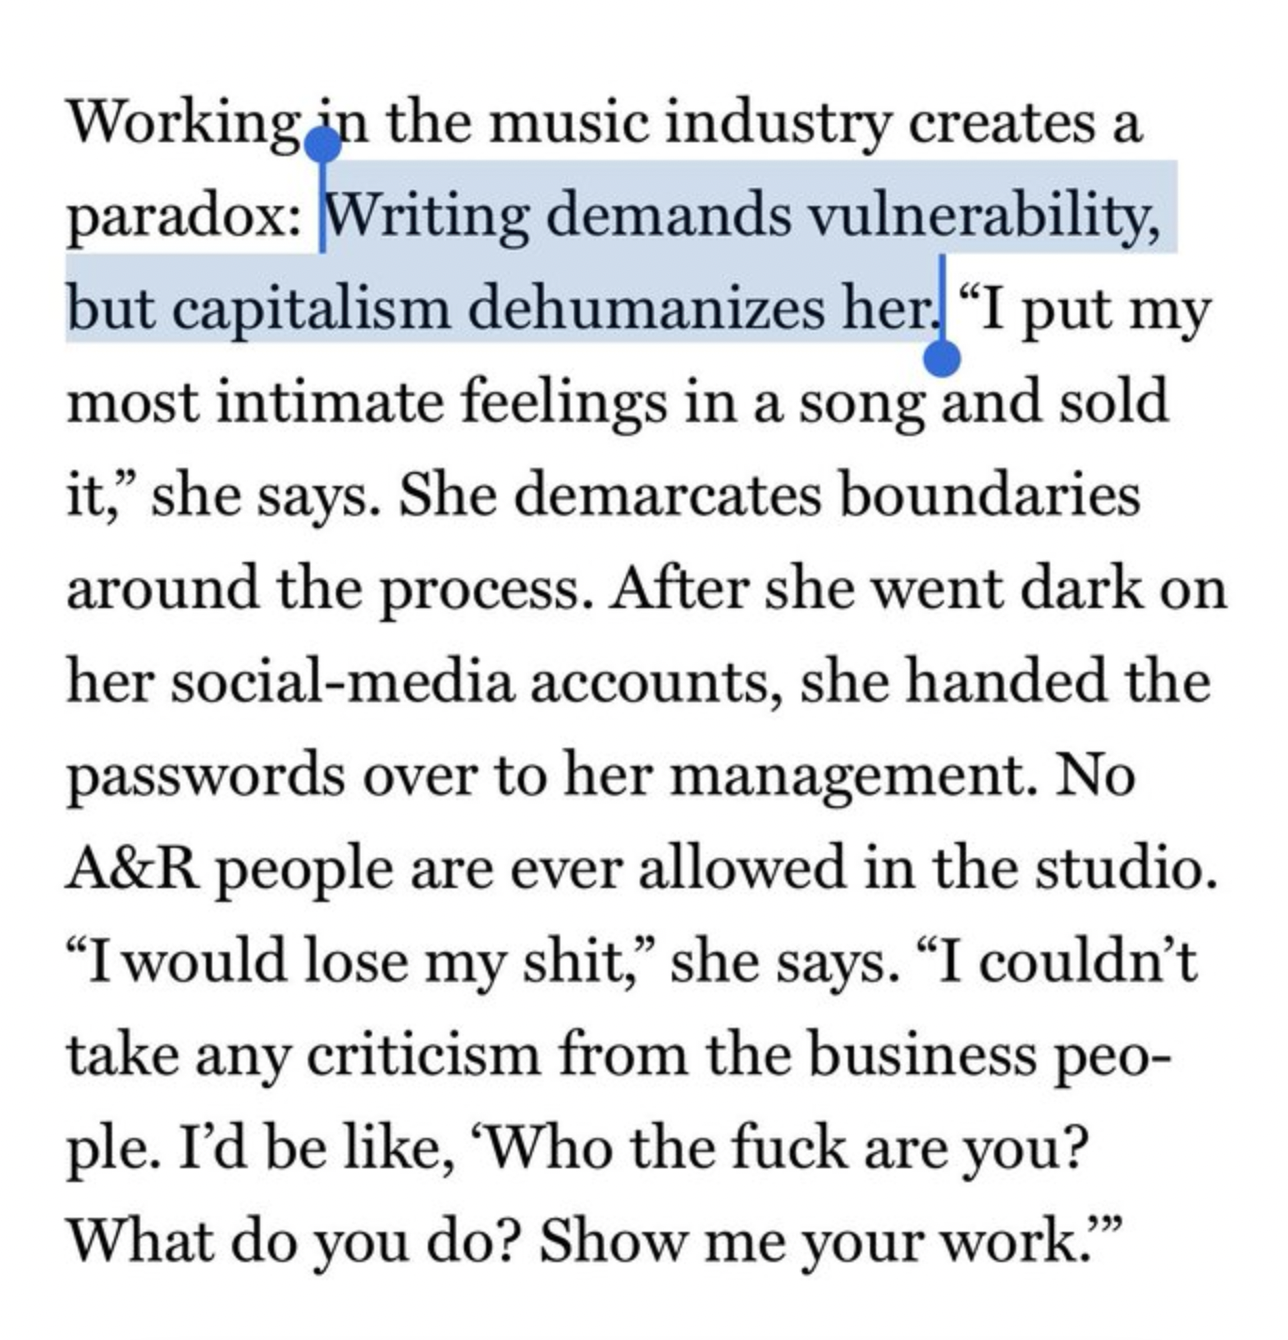 Working in the music industry creates a
paradox: Writing demands vulnerability,
but capitalism dehumanizes her. “I put my
most intimate feelings in a song and sold
it,” she says. She demarcates boundaries
around the process. After she went dark on
her social-media accounts, she handed the
passwords over to her management. No
A&R people are ever allowed in the studio.
“I would lose my shit,” she says. “I couldn’t
take any criticism from the business peo-
ple. I’d be like, ‘Who the fuck are you?
What do you do? Show me your work.’”